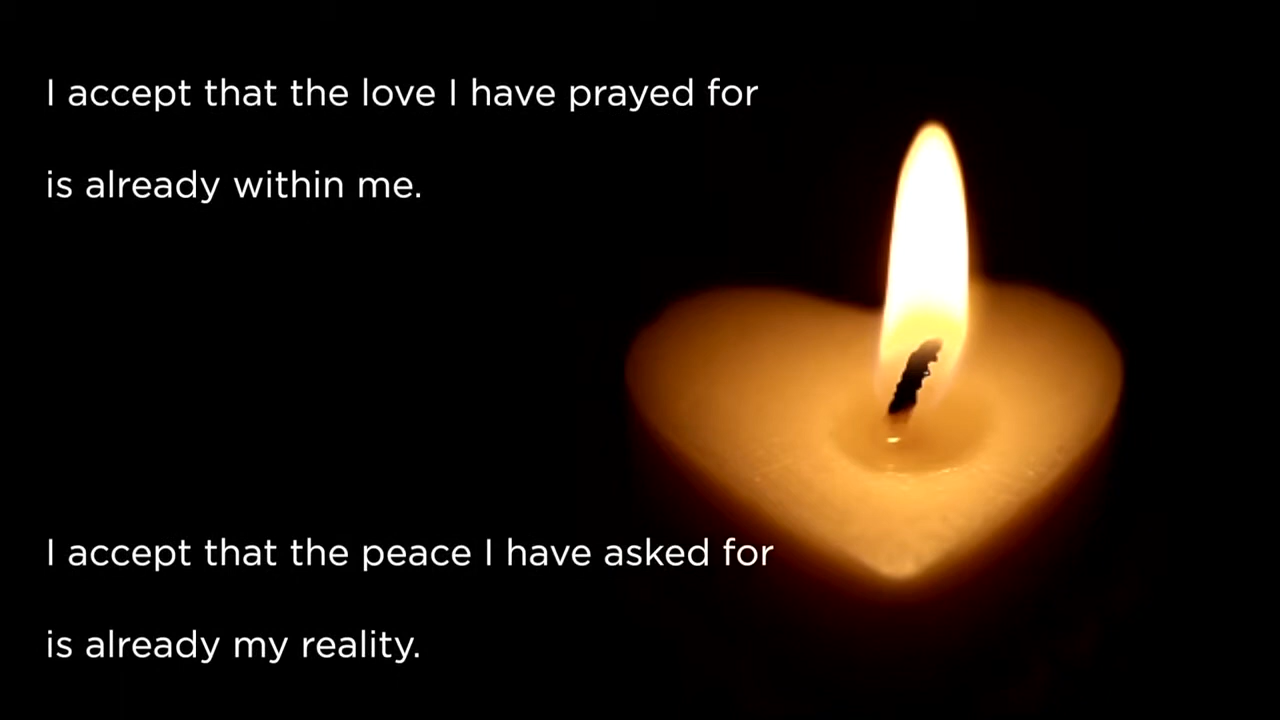 I accept that the love I have prayed for
is already within me.
I accept that the peace I have asked for
is already my reality.